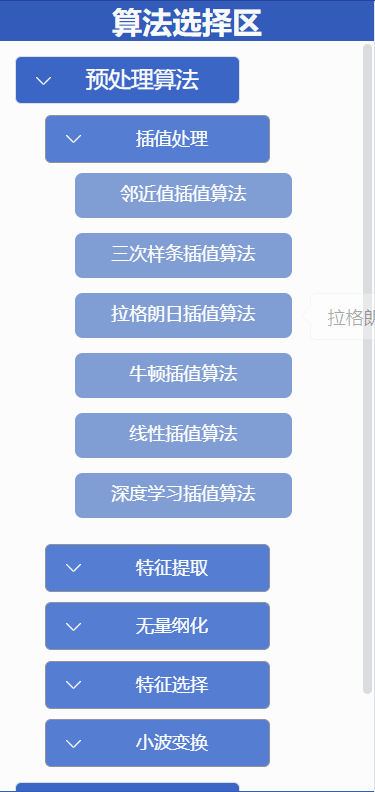 算法选择区
预处理算法
插值处理
邻近值插值算法
三次样条插值算法
拉格朗日插值算法
拉格朗
牛顿插值算法
线性插值算法
深度学习插值算法
特征提取
无量纲化
特征选择
小波变换